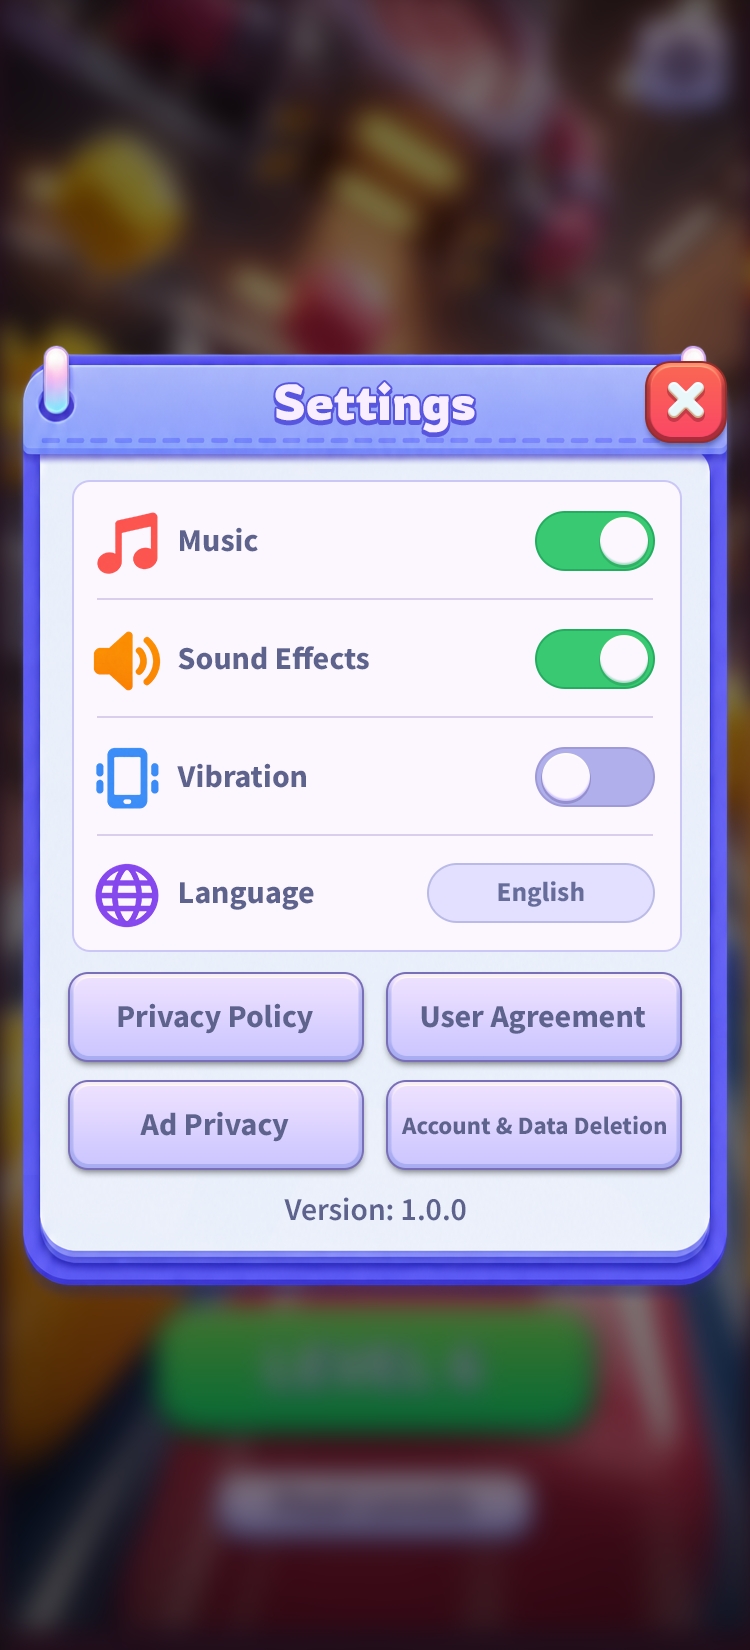 Settings
Music
Sound Effects
Vibration
Language
English
Privacy Policy
User Agreement
Ad Privacy
Account & Data Deletion
Version: 1.0.0